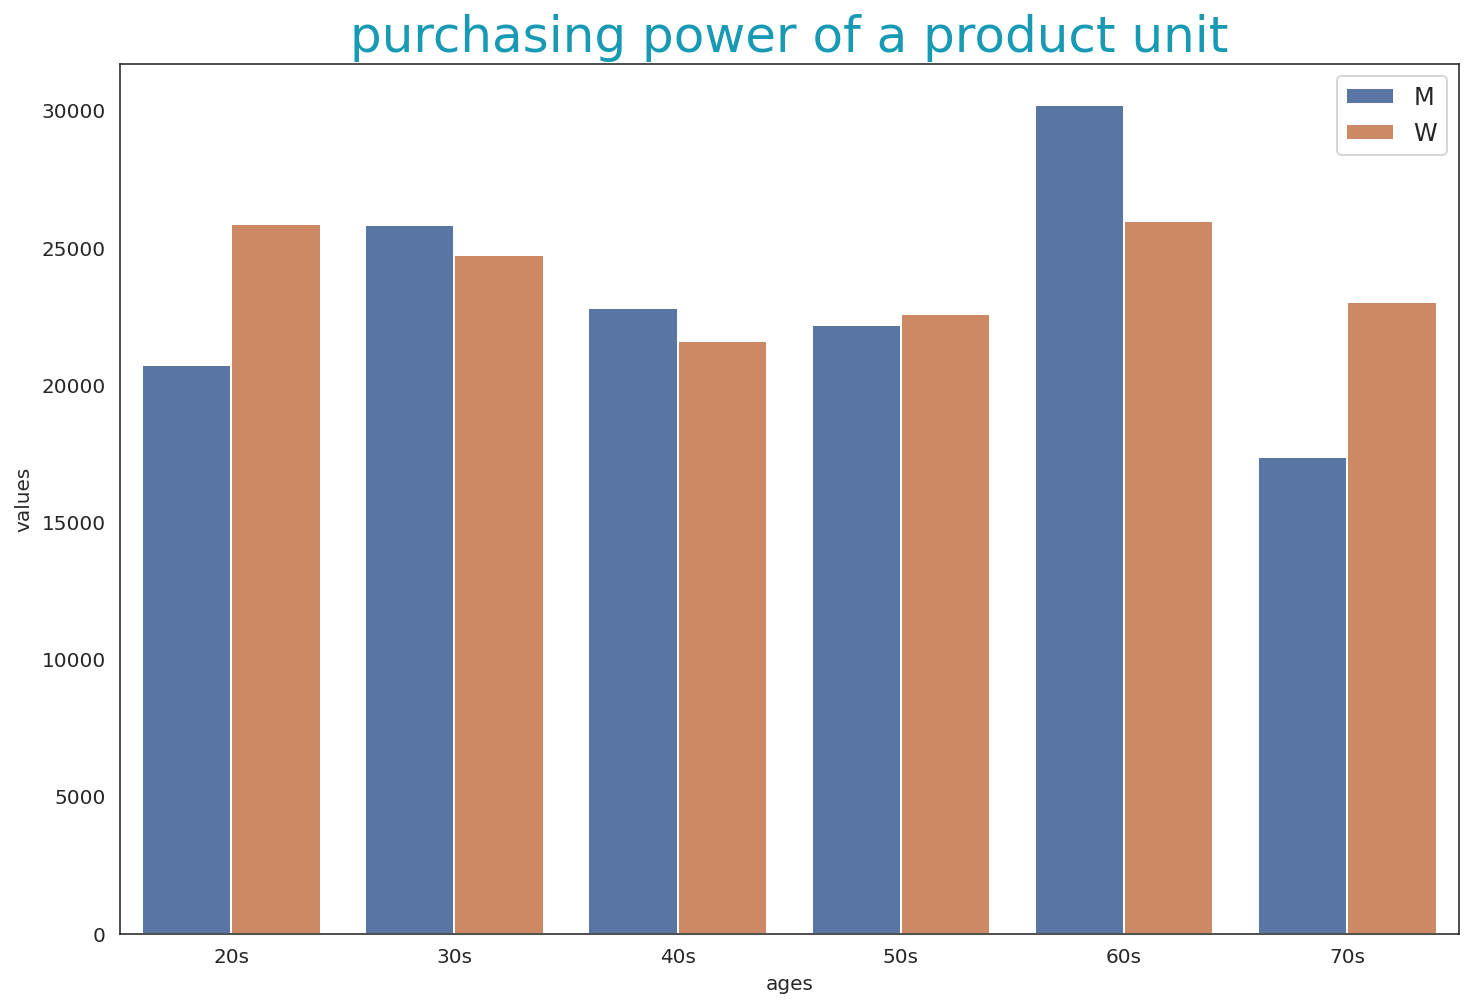 purchasing power of a product unit
M
W
30000
25000
20000
15000
10000
5000
0
values
20s 30s 40s 50s 60s 70s
ages